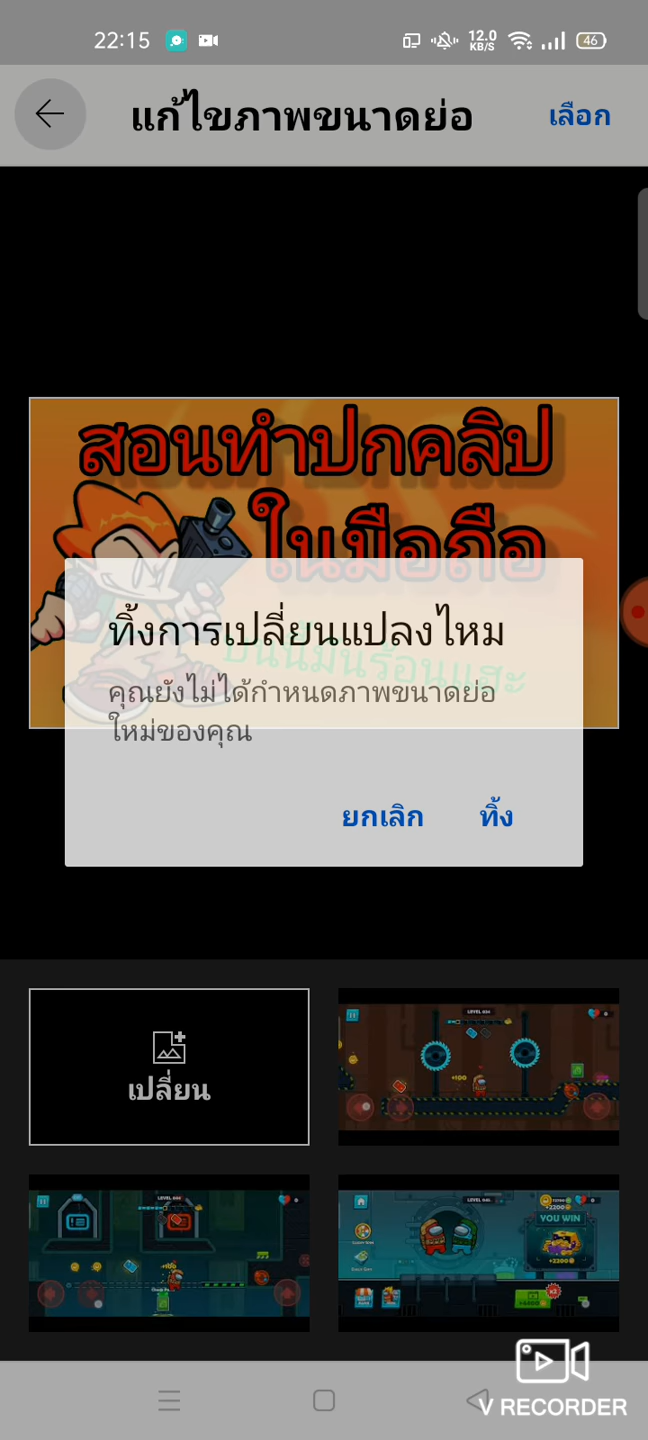 22:15
12.0
KB/S
46
แก้ไขภาพขนาดย่อ
เลือก
สอนทำปกคลิป
ในมือถือ
ทิ้งการเปลี่ยนแปลงไหม
คุณยังไม่ได้กำหนดภาพขนาดย่อ
ใหม่ของคุณ
ยกเลิก
ทิ้ง
เปลี่ยน
+100
YOU WIN
+2200
V RECORDER